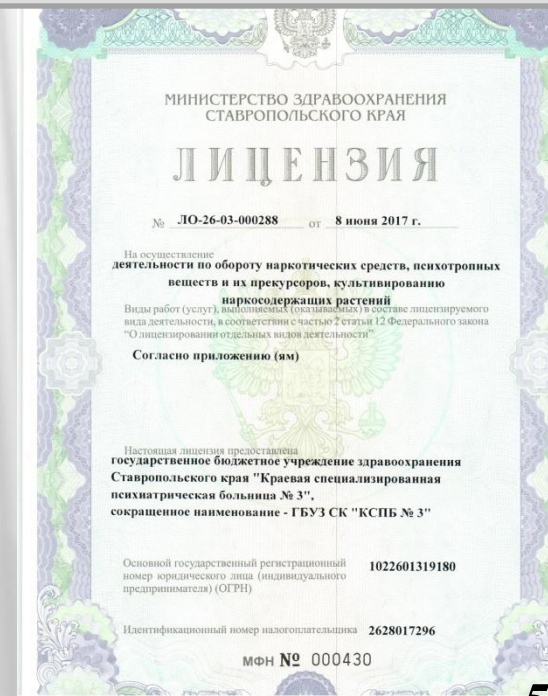 МИНИСТЕРСТВО ЗДРАВООХРАНЕНИЯ
СТАВРОПОЛЬСКОГО КРАЯ
ЛИЦЕНЗИЯ
№ ЛО-26-03-000288 от 8 июня 2017 г.
На осуществление
деятельности по обороту наркотических средств, психотропных
веществ и их прекурсоров, культивированию
наркосодержащих растений
Виды работ (услуг), выполняемых (оказываемых) в составе лицензируемого
вида деятельности, в соответствии с частью 2 статьи 12 Федерального закона
"О лицензировании отдельных видов деятельности"
Согласно приложению (ям)
Настоящая лицензия предоставлена
государственное бюджетное учреждение здравоохранения
Ставропольского края "Краевая специализированная
психиатрическая больница № 3",
сокращенное наименование - ГБУЗ СК "КСПБ № 3"
Основной государственный регистрационный
номер юридического лица (индивидуального
предпринимателя) (ОГРН)
1022601319180
Идентификационный номер налогоплательщика 2628017296
МФН № 000430